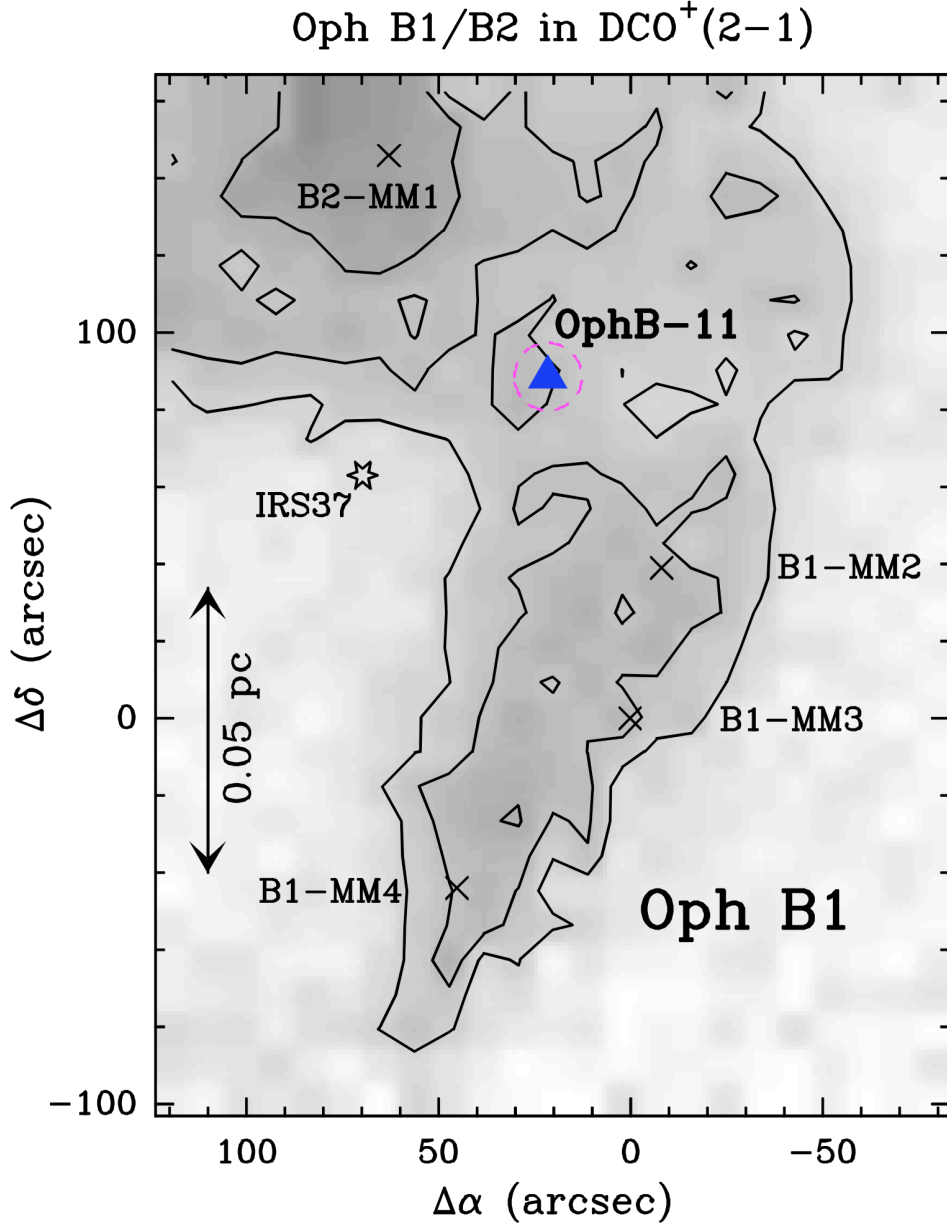 Oph B1/B2 in DCO⁺(2−1)
B2−MM1
100
OphB−11
IRS37
B1−MM2
Δδ (arcsec)
0.05 pc
0
B1−MM3
B1−MM4
Oph B1
−100
100
50
0
−50
Δα (arcsec)